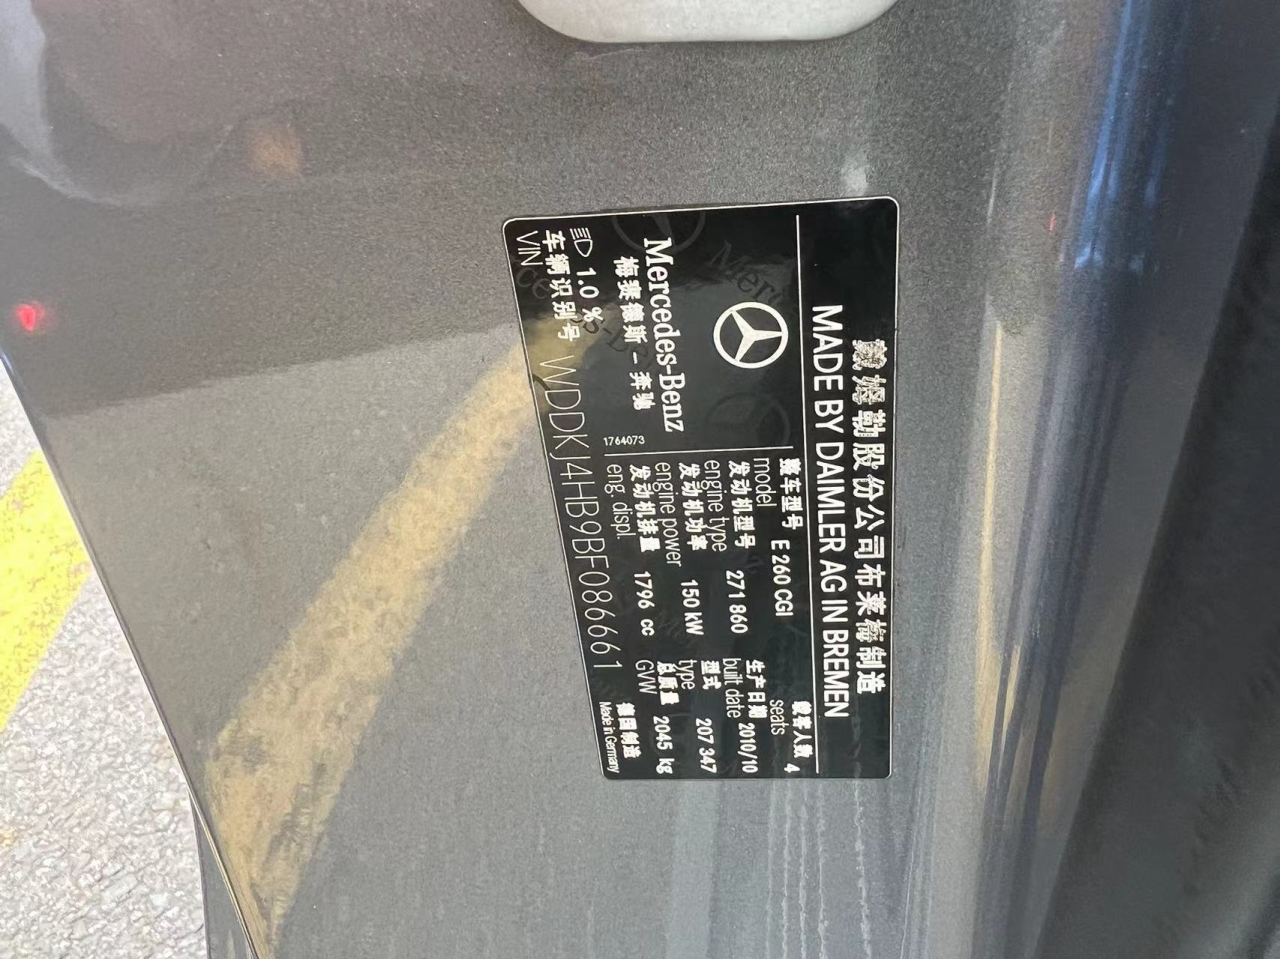 戴姆勒股份公司布莱梅制造
MADE BY DAIMLER AG IN BREMEN
Mercedes-Benz
梅赛德斯-奔驰
1.0 %
1764073
整车型号
model
E 260 CGI
乘客人数
seats
4
发动机型号
engine type
271 860
生产日期
built date
2010/10
发动机功率
engine power
150 kW
型式
type
207 347
发动机排量
eng. displ.
1796 cc
总质量
GVW
2045 kg
车辆识别号
VIN
WDDKJ4HB9BF086661
德国制造
Made in Germany